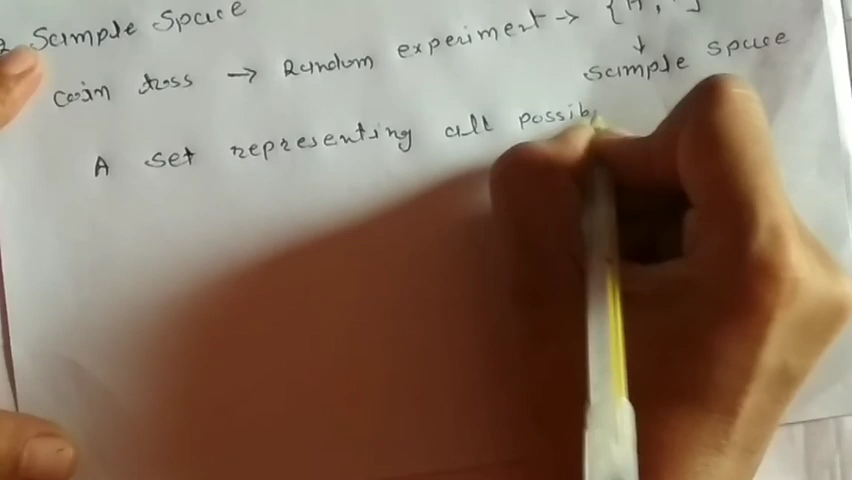 Sample Space
Coin toss → Random experiment → {H,
↓
Sample space
A set representing all possib